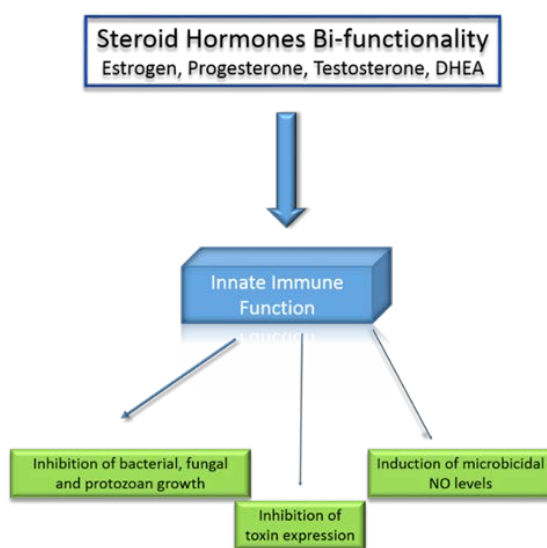 Steroid Hormones Bi-functionality
Estrogen, Progesterone, Testosterone, DHEA
Innate Immune
Function
Inhibition of bacterial, fungal
and protozoan growth
Inhibition of
toxin expression
Induction of microbicidal
NO levels